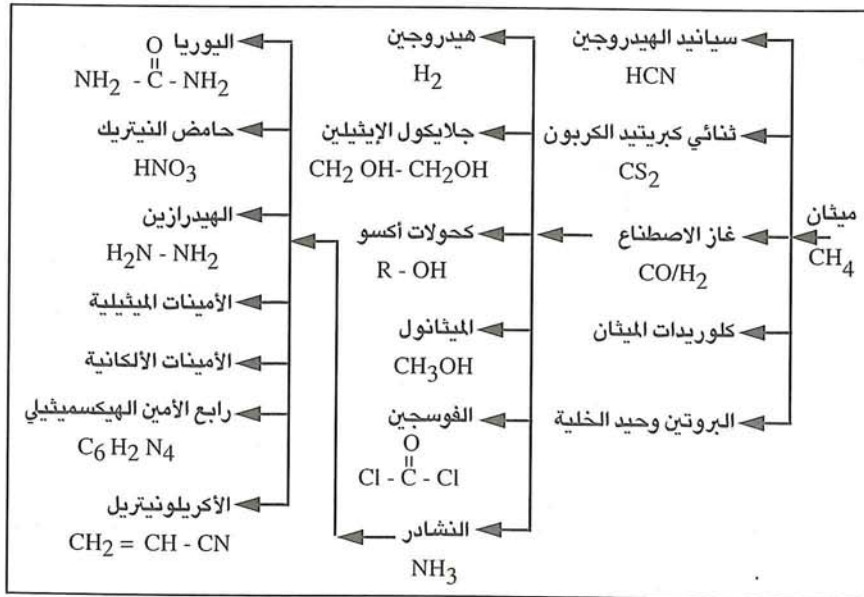 ميثان
CH4
سيانيد الهيدروجين
HCN
ثنائي كبريتيد الكربون
CS2
غاز الاصطناع
CO/H2
كلوريدات الميثان
البروتين وحيد الخلية
هيدروجين
H2
جلايكول الإيثيلين
CH2 OH- CH2OH
كحولات أكسو
R - OH
الميثانول
CH3OH
الفوسجين
O
Cl - C - Cl
النشادر
NH3
اليوريا
O
NH2 - C - NH2
حامض النيتريك
HNO3
الهيدرازين
H2N - NH2
الأمينات الميثيلية
الأمينات الألكانية
رابع الأمين الهيكسميثيلي
C6 H2 N4
الأكريلونيتريل
CH2 = CH - CN